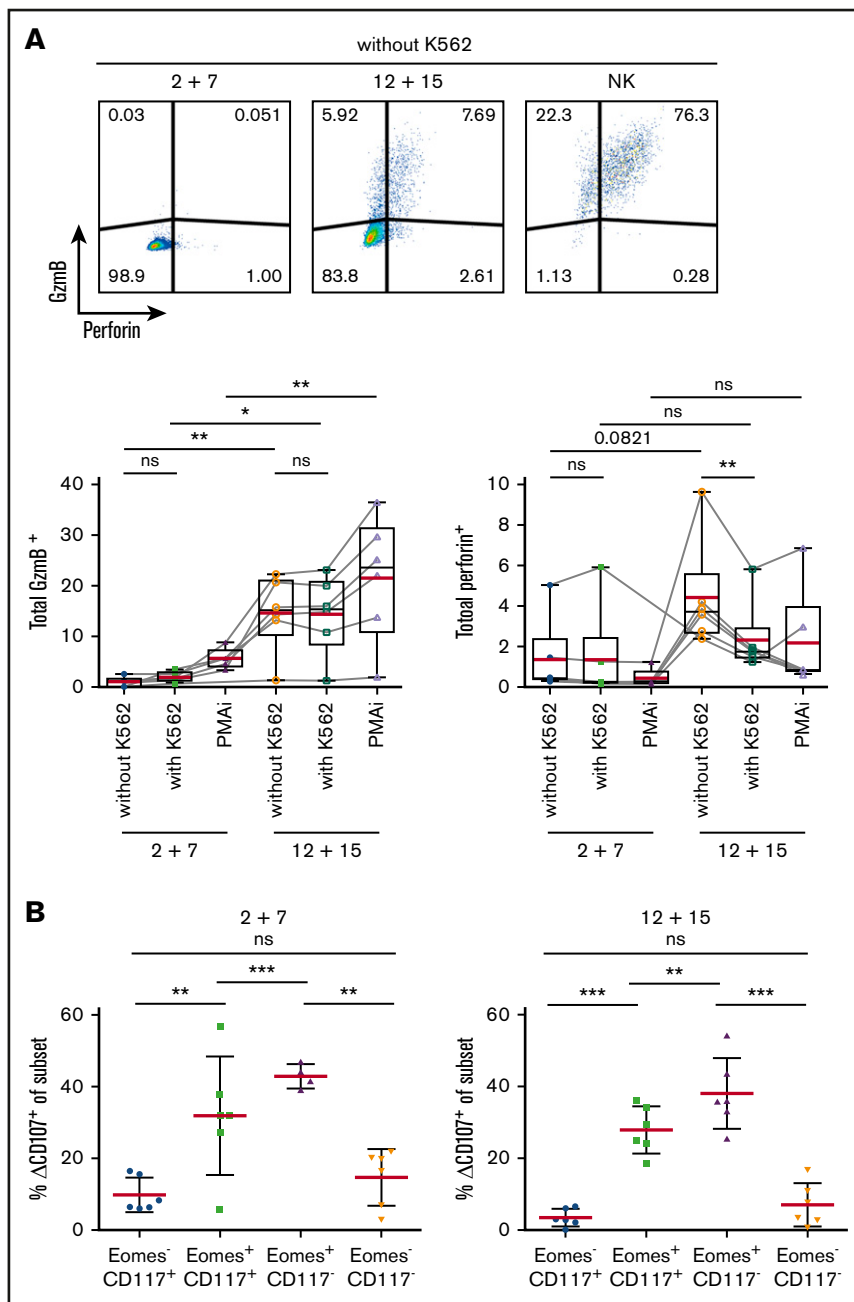 A
without K562
2 + 7
12 + 15
NK
0.03
0.051
98.9
1.00
5.92
7.69
83.8
2.61
22.3
76.3
1.13
0.28
GzmB
Perforin
**
*
**
ns
ns
Total GzmB +
40
30
20
10
0
without K562
with K562
PMAi
without K562
with K562
PMAi
2 + 7
12 + 15
ns
ns
0.0821
ns
**
Totoal perforin+
10
8
6
4
2
0
without K562
with K562
PMAi
without K562
with K562
PMAi
2 + 7
12 + 15
B
2 + 7
ns
***
**
**
% ΔCD107+ of subset
60
40
20
0
Eomes- CD117+
Eomes+ CD117+
Eomes+ CD117-
Eomes- CD117-
12 + 15
ns
**
***
***
% ΔCD107+ of subset
60
40
20
0
Eomes- CD117+
Eomes+ CD117+
Eomes+ CD117-
Eomes- CD117-